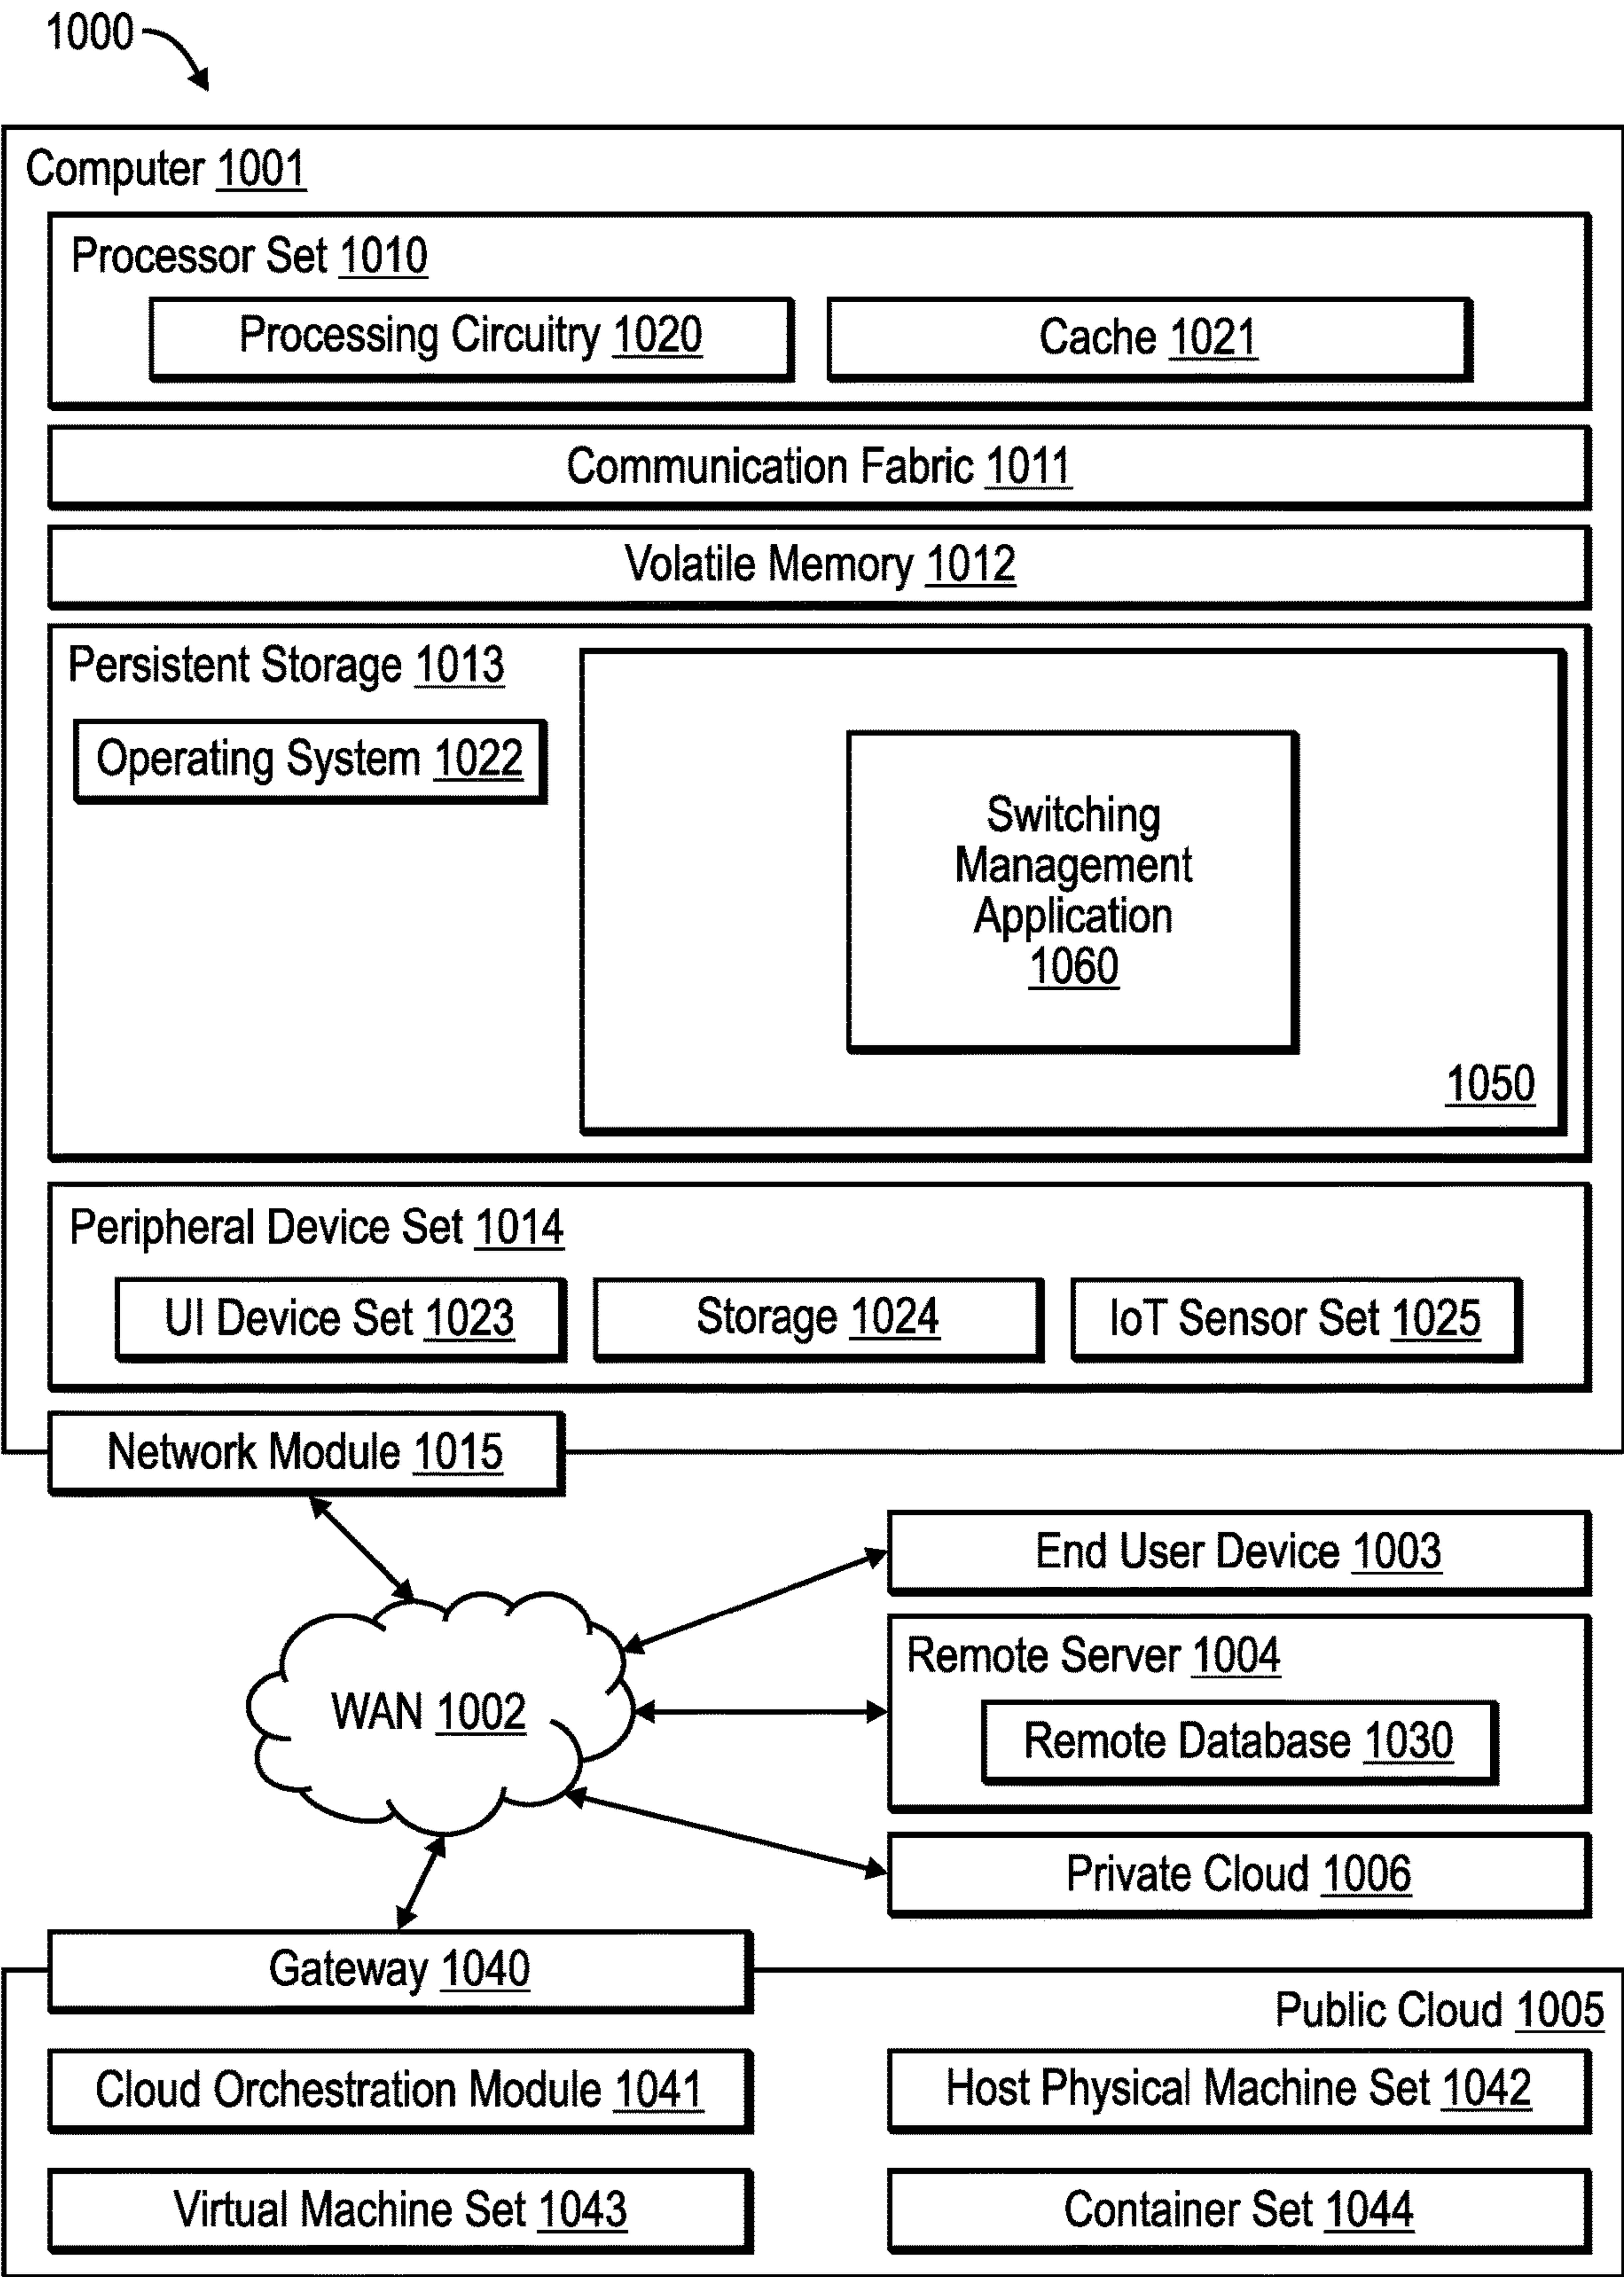 1000
Computer 1001
Processor Set 1010
Processing Circuitry 1020
Cache 1021
Communication Fabric 1011
Volatile Memory 1012
Persistent Storage 1013
Operating System 1022
Switching
Management
Application
1060
1050
Peripheral Device Set 1014
UI Device Set 1023
Storage 1024
IoT Sensor Set 1025
Network Module 1015
End User Device 1003
Remote Server 1004
WAN 1002
Remote Database 1030
Private Cloud 1006
Gateway 1040
Public Cloud 1005
Cloud Orchestration Module 1041
Host Physical Machine Set 1042
Virtual Machine Set 1043
Container Set 1044